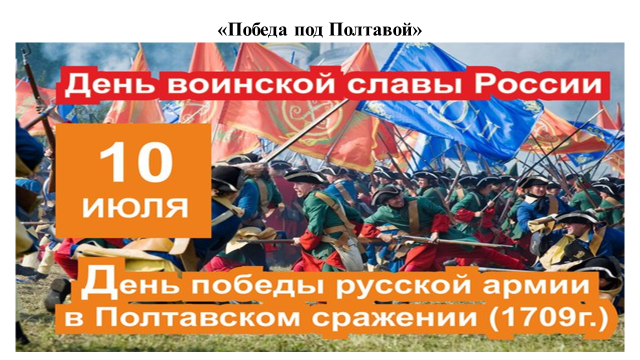 «Победа под Полтавой»
День воинской славы России
10
ИЮЛЯ
День победы русской армии
в Полтавском сражении (1709г.)